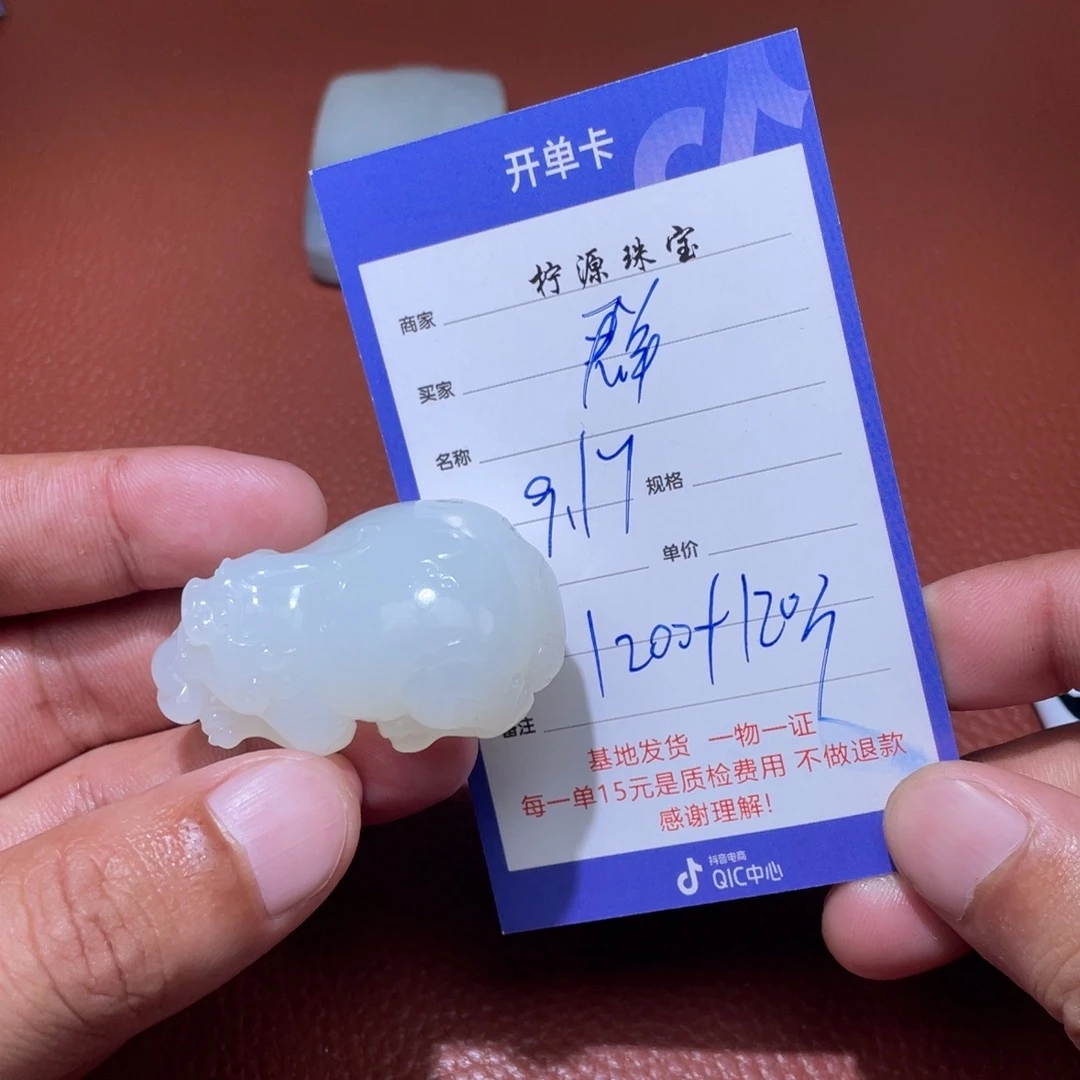 开单卡
商家 柠源珠宝
买家 群
名称
9.17 规格
单价
1200+120
备注
基地发货 一物一证
每一单15元是质检费用 不做退款
感谢理解!
抖音电商
QIC中心